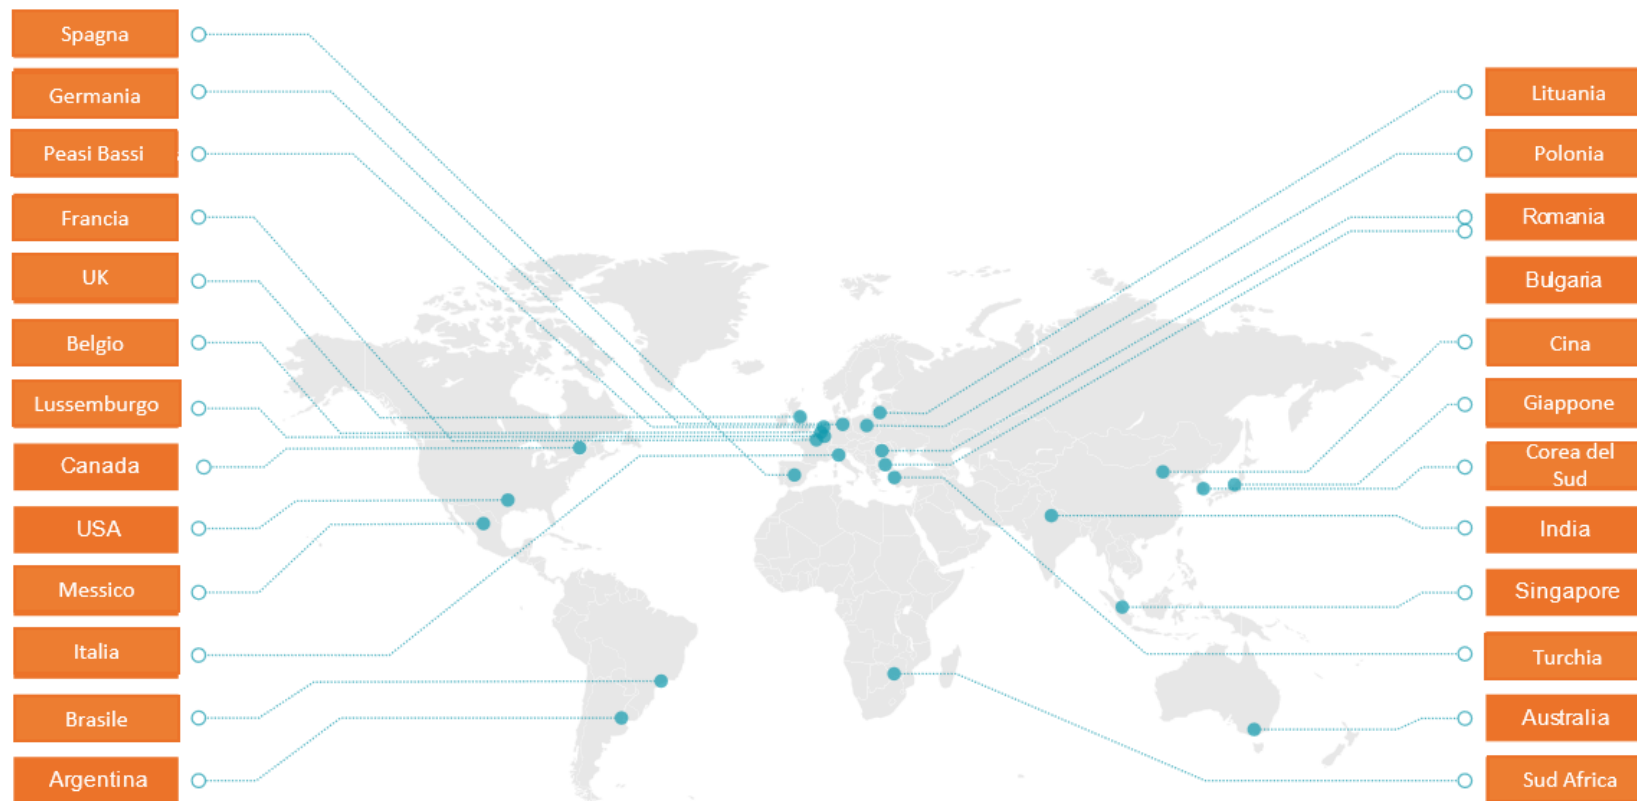 Spagna
Germania
Peasi Bassi
Francia
UK
Belgio
Lussemburgo
Canada
USA
Messico
Italia
Brasile
Argentina
Lituania
Polonia
Romania
Bulgaria
Cina
Giappone
Corea del
Sud
India
Singapore
Turchia
Australia
Sud Africa